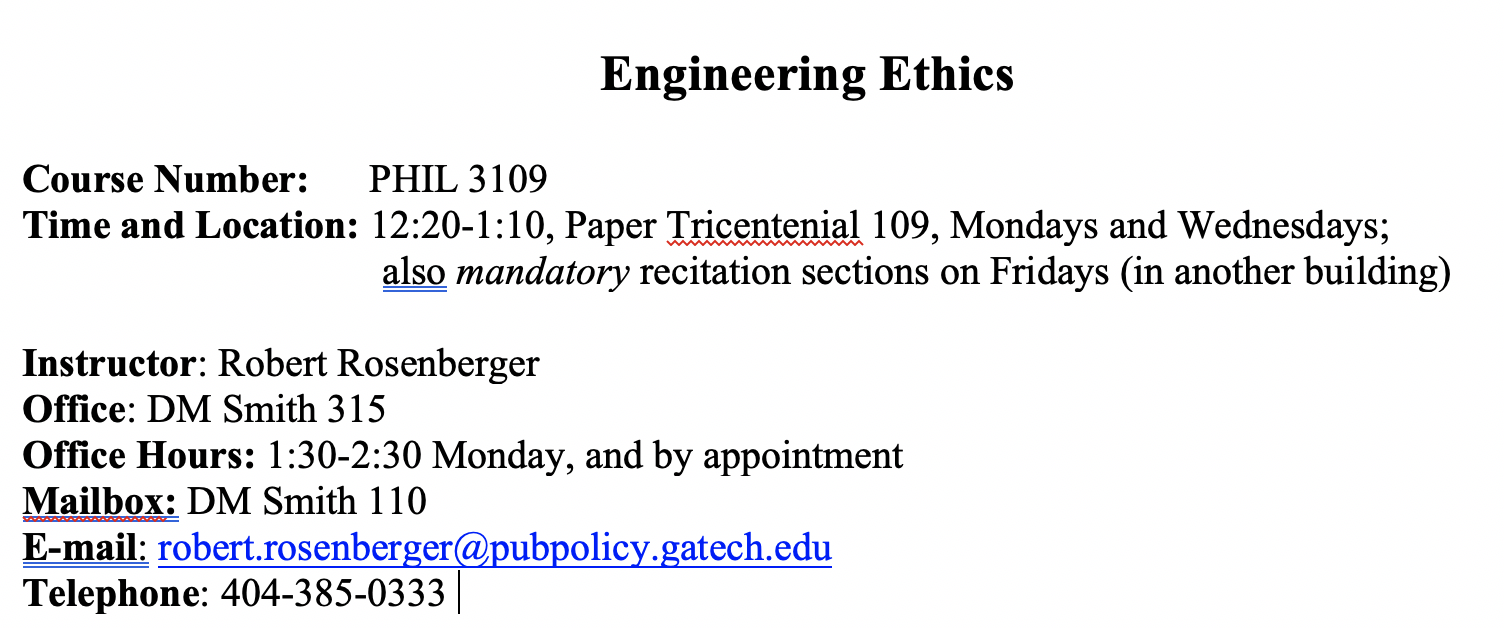 Engineering Ethics
Course Number: PHIL 3109
Time and Location: 12:20-1:10, Paper Tricentenial 109, Mondays and Wednesdays;
also mandatory recitation sections on Fridays (in another building)
Instructor: Robert Rosenberger
Office: DM Smith 315
Office Hours: 1:30-2:30 Monday, and by appointment
Mailbox: DM Smith 110
E-mail: robert.rosenberger@pubpolicy.gatech.edu
Telephone: 404-385-0333